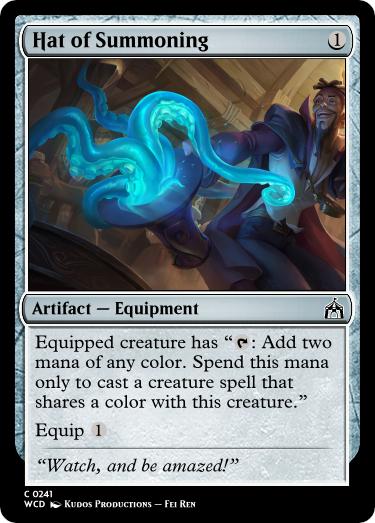 Hat of Summoning 1
Artifact — Equipment
Equipped creature has “: Add two
mana of any color. Spend this mana
only to cast a creature spell that
shares a color with this creature.”
Equip 1
“Watch, and be amazed!”
C 0241
WCD Kudos Productions — Fei Ren